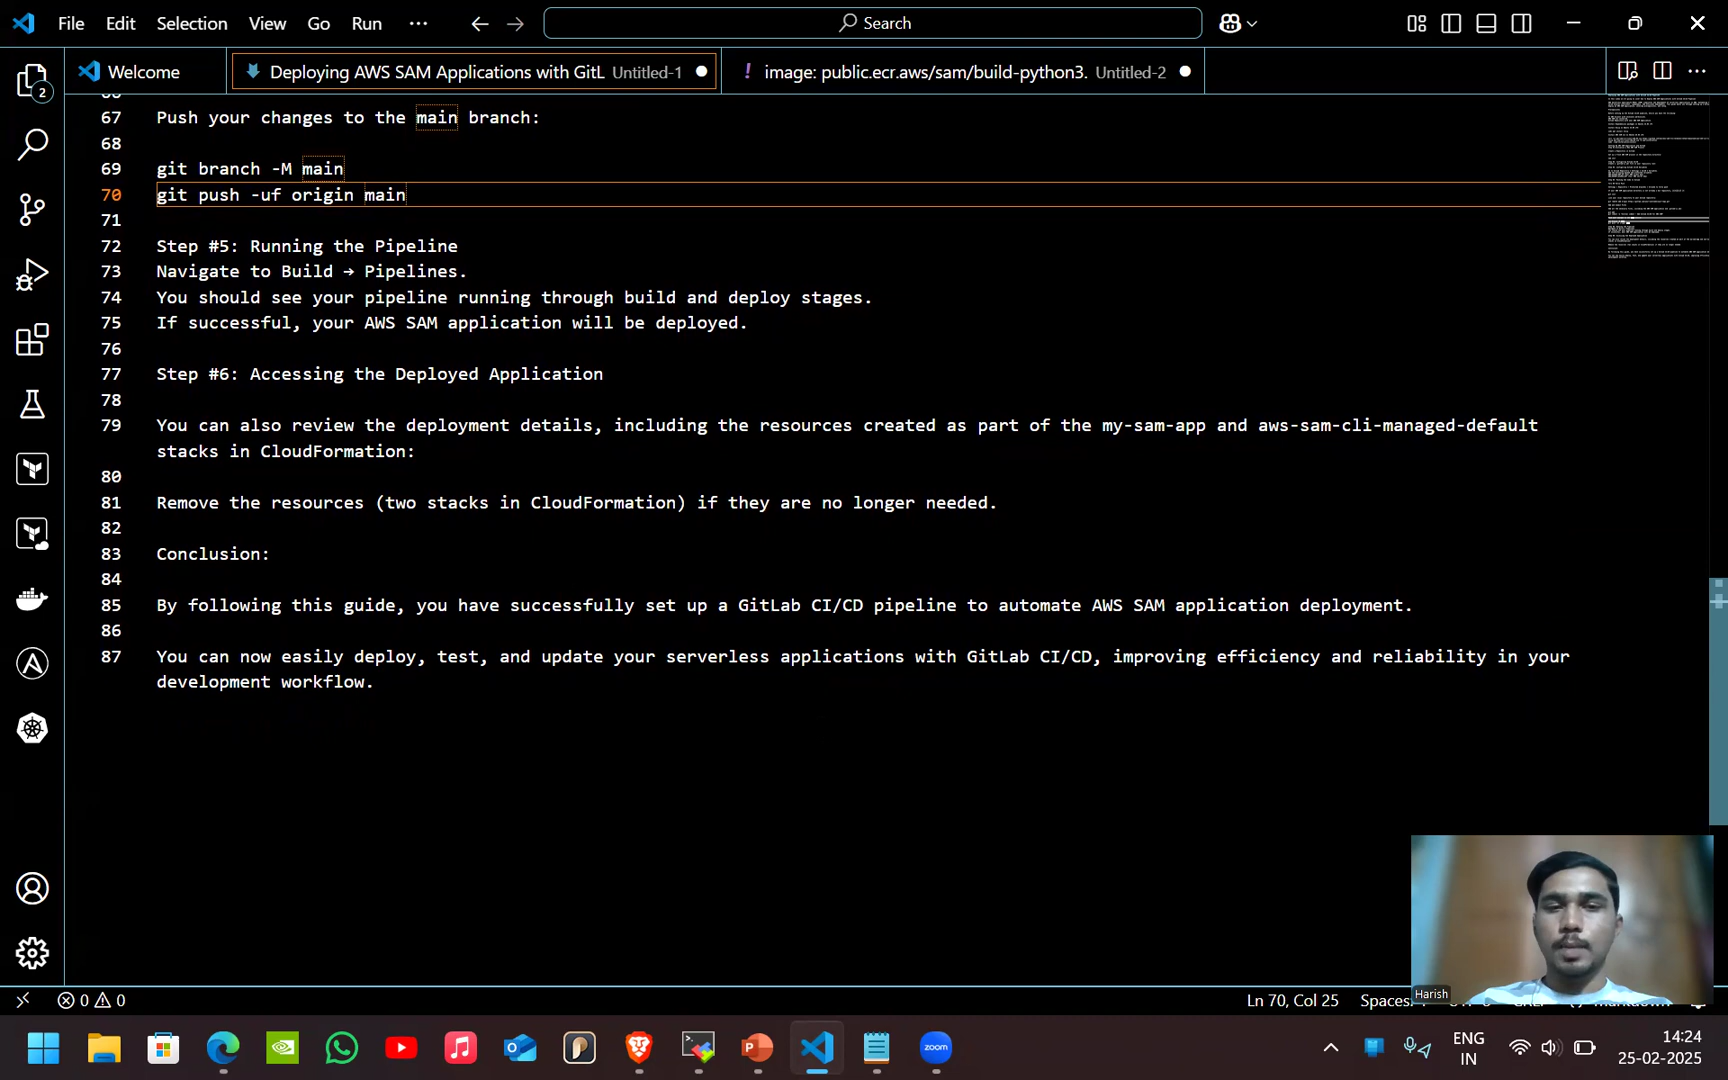 File Edit Selection View Go Run ··· Search
Welcome
Deploying AWS SAM Applications with GitL Untitled-1
! image: public.ecr.aws/sam/build-python3. Untitled-2
2
67 Push your changes to the main branch:
68
69 git branch -M main
70 git push -uf origin main
71
72 Step #5: Running the Pipeline
73 Navigate to Build → Pipelines.
74 You should see your pipeline running through build and deploy stages.
75 If successful, your AWS SAM application will be deployed.
76
77 Step #6: Accessing the Deployed Application
78
79 You can also review the deployment details, including the resources created as part of the my-sam-app and aws-sam-cli-managed-default
stacks in CloudFormation:
80
81 Remove the resources (two stacks in CloudFormation) if they are no longer needed.
82
83 Conclusion:
84
85 By following this guide, you have successfully set up a GitLab CI/CD pipeline to automate AWS SAM application deployment.
86
87 You can now easily deploy, test, and update your serverless applications with GitLab CI/CD, improving efficiency and reliability in your
development workflow.
Harish
0 0
Ln 70, Col 25 Spaces:
zoom
ENG
IN
14:24
25-02-2025